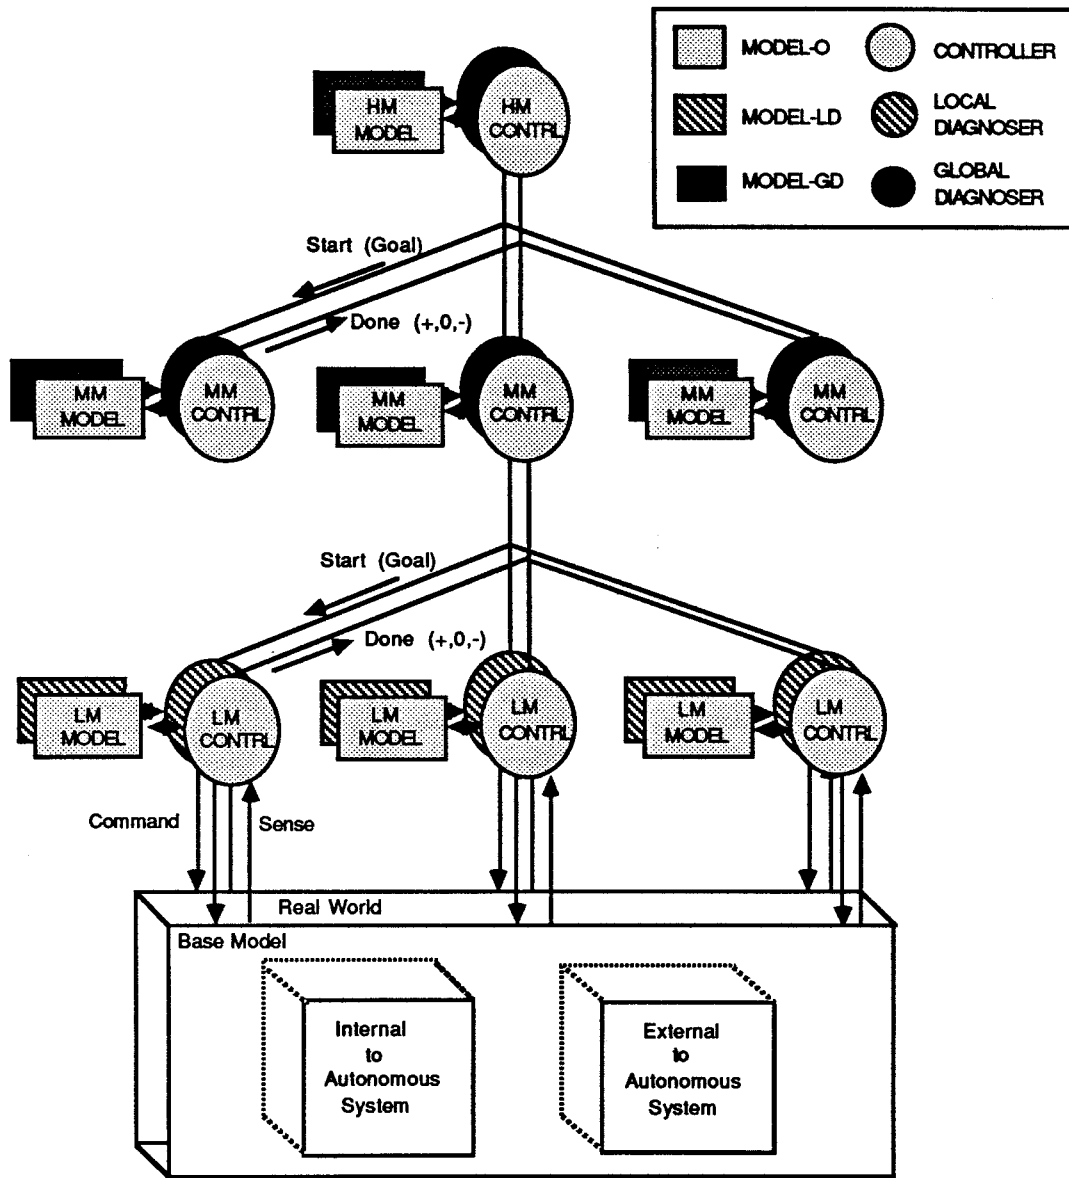 MODEL-O
CONTROLLER
MODEL-LD
LOCAL
DIAGNOSER
MODEL-GD
GLOBAL
DIAGNOSER
HM
MODEL
HM
CONTRL
Start (Goal)
Done (+,0,-)
MM
MODEL
MM
CONTRL
MM
MODEL
MM
CONTRL
MM
MODEL
MM
CONTRL
Start (Goal)
Done (+,0,-)
LM
MODEL
LM
CONTRL
LM
MODEL
LM
CONTRL
LM
MODEL
LM
CONTRL
Command
Sense
Real World
Base Model
Internal
to
Autonomous
System
External
to
Autonomous
System